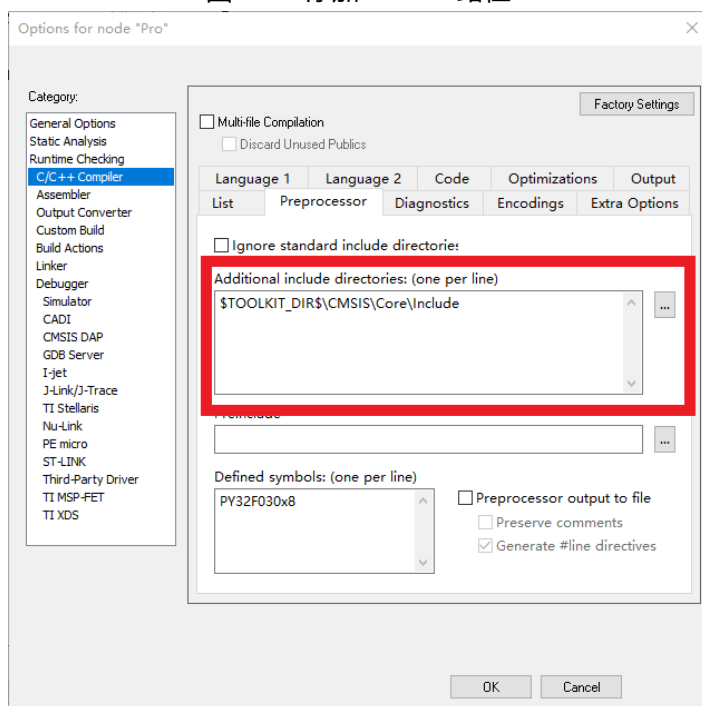 Options for node "Pro"
Category:
General Options
Static Analysis
Runtime Checking
C/C++ Compiler
Assembler
Output Converter
Custom Build
Build Actions
Linker
Debugger
Simulator
CADI
CMSIS DAP
GDB Server
I-jet
J-Link/J-Trace
TI Stellaris
Nu-Link
PE micro
ST-LINK
Third-Party Driver
TI MSP-FET
TI XDS
Factory Settings
Multi-file Compilation
Discard Unused Publics
Language 1 Language 2 Code Optimizations Output
List Preprocessor Diagnostics Encodings Extra Options
Ignore standard include directories
Additional include directories: (one per line)
$TOOLKIT_DIR$\CMSIS\Core\Include
...
Preinclude
...
Defined symbols: (one per line)
PY32F030x8
Preprocessor output to file
Preserve comments
Generate #line directives
OK Cancel